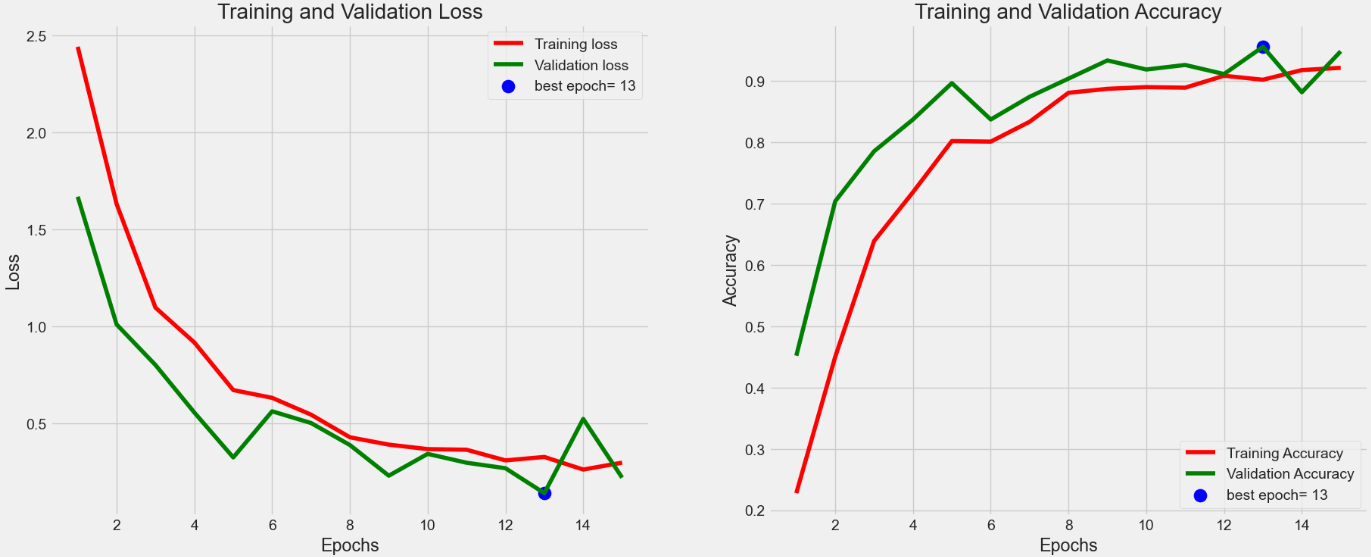 Training and Validation Loss
2.5
2.0
1.5
1.0
0.5
Loss
Training loss
Validation loss
best epoch= 13
2 4 6 8 10 12 14
Epochs
Training and Validation Accuracy
0.9
0.8
0.7
0.6
0.5
0.4
0.3
0.2
Accuracy
Training Accuracy
Validation Accuracy
best epoch= 13
2 4 6 8 10 12 14
Epochs